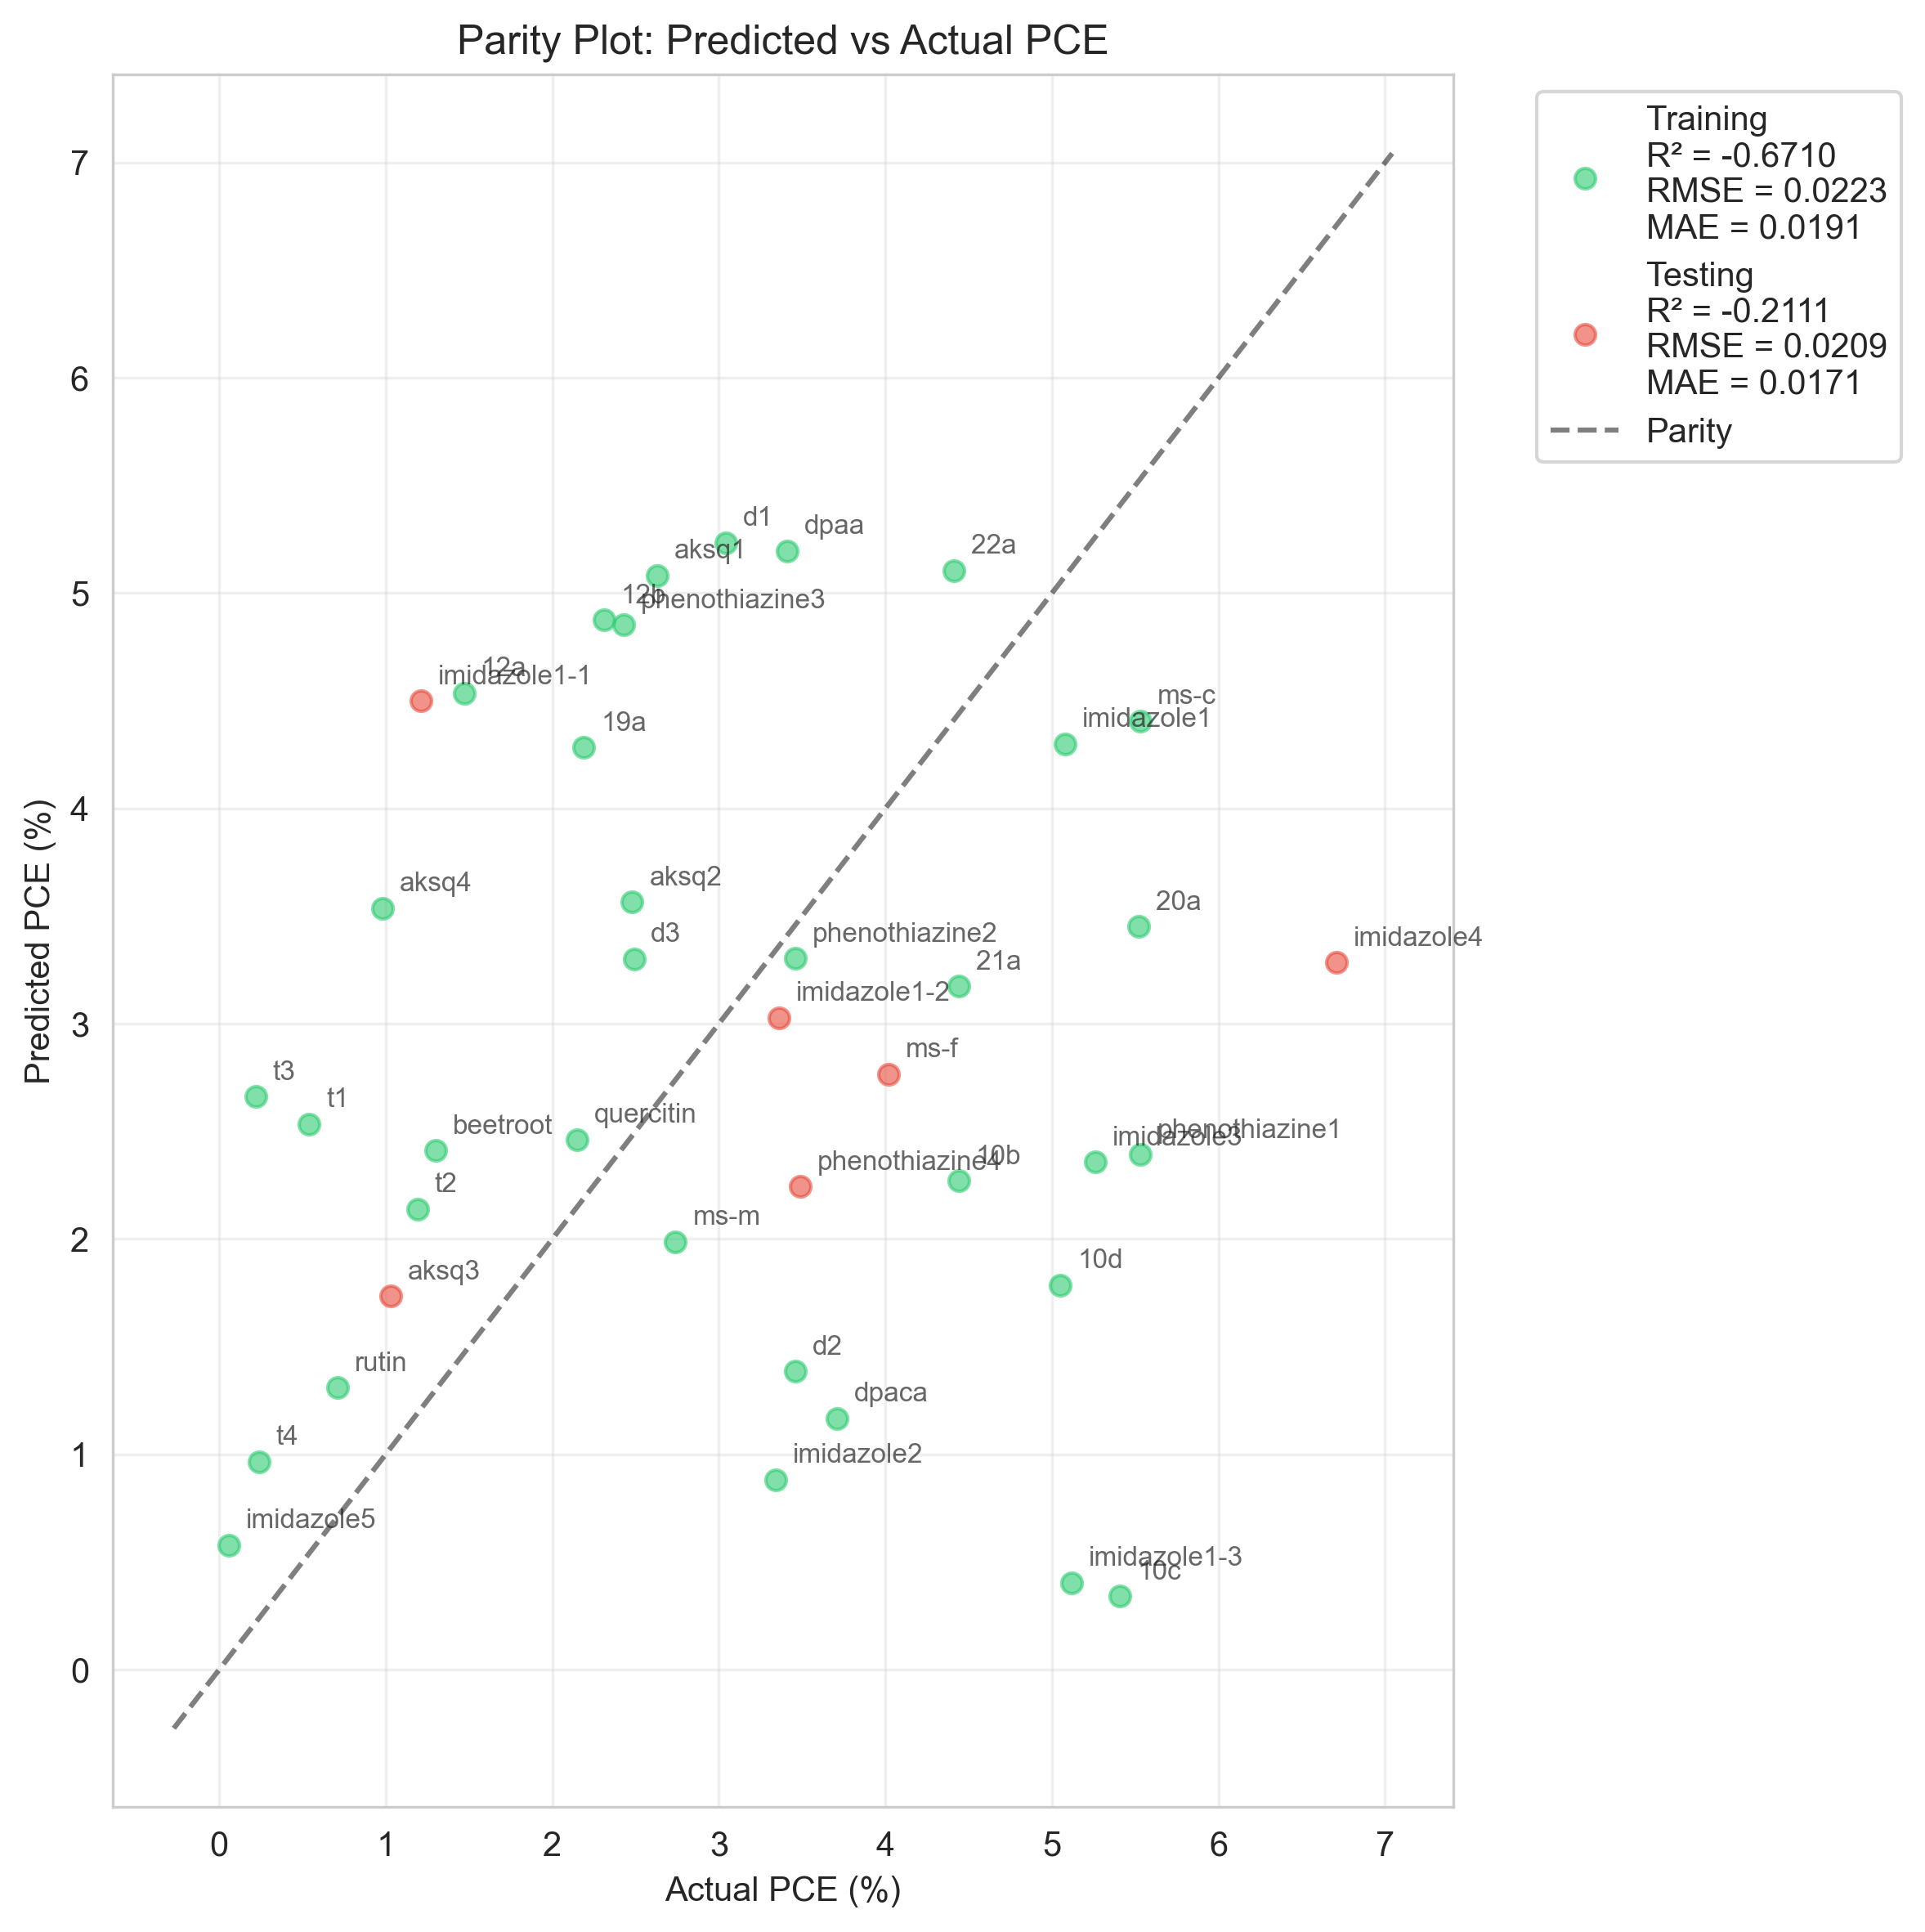 Parity Plot: Predicted vs Actual PCE
Training
R² = -0.6710
RMSE = 0.0223
MAE = 0.0191
Testing
R² = -0.2111
RMSE = 0.0209
MAE = 0.0171
Parity
Predicted PCE (%)
7
6
5
4
3
2
1
0
d1
dpaa
22a
aksq1
12b
phenothiazine3
12a
imidazole1-1
19a
ms-c
imidazole1
aksq4
aksq2
20a
d3
phenothiazine2
imidazole4
21a
imidazole1-2
ms-f
t3
t1
beetroot
quercitin
phenothiazine1
imidazole3
phenothiazine4
10b
t2
ms-m
10d
aksq3
rutin
d2
dpaca
t4
imidazole2
imidazole5
imidazole1-3
10c
0 1 2 3 4 5 6 7
Actual PCE (%)